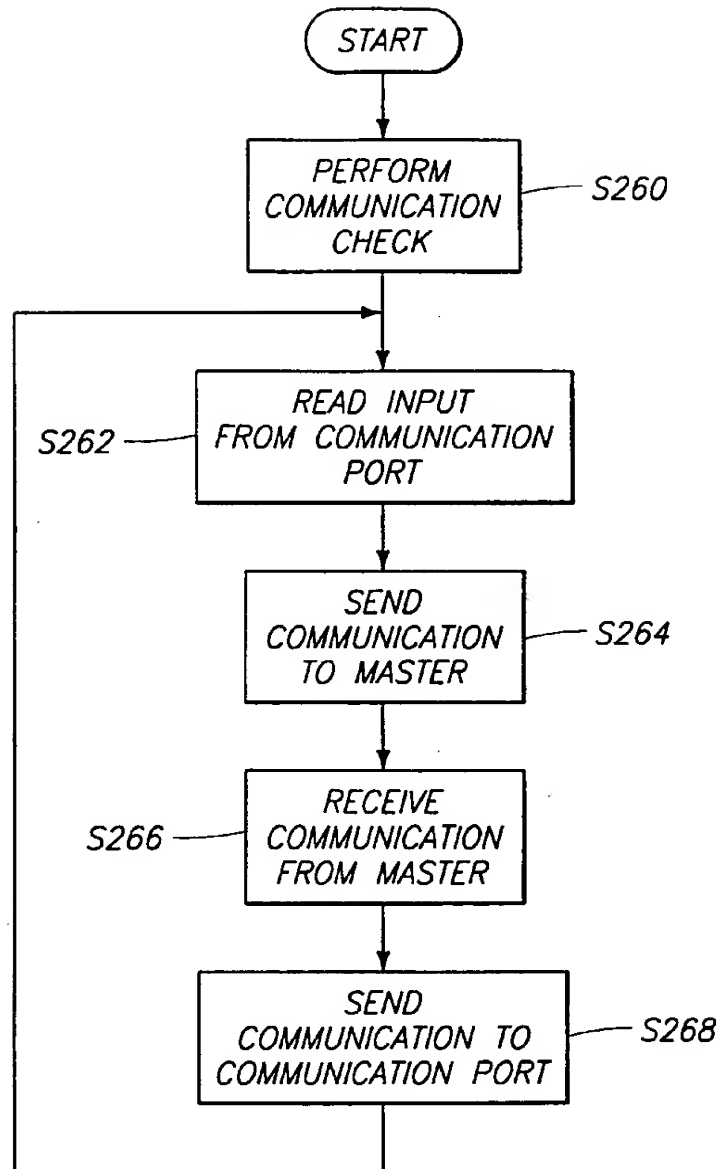 START
PERFORM
COMMUNICATION
CHECK
S260
READ INPUT
FROM COMMUNICATION
PORT
S262
SEND
COMMUNICATION
TO MASTER
S264
RECEIVE
COMMUNICATION
FROM MASTER
S266
SEND
COMMUNICATION TO
COMMUNICATION PORT
S268